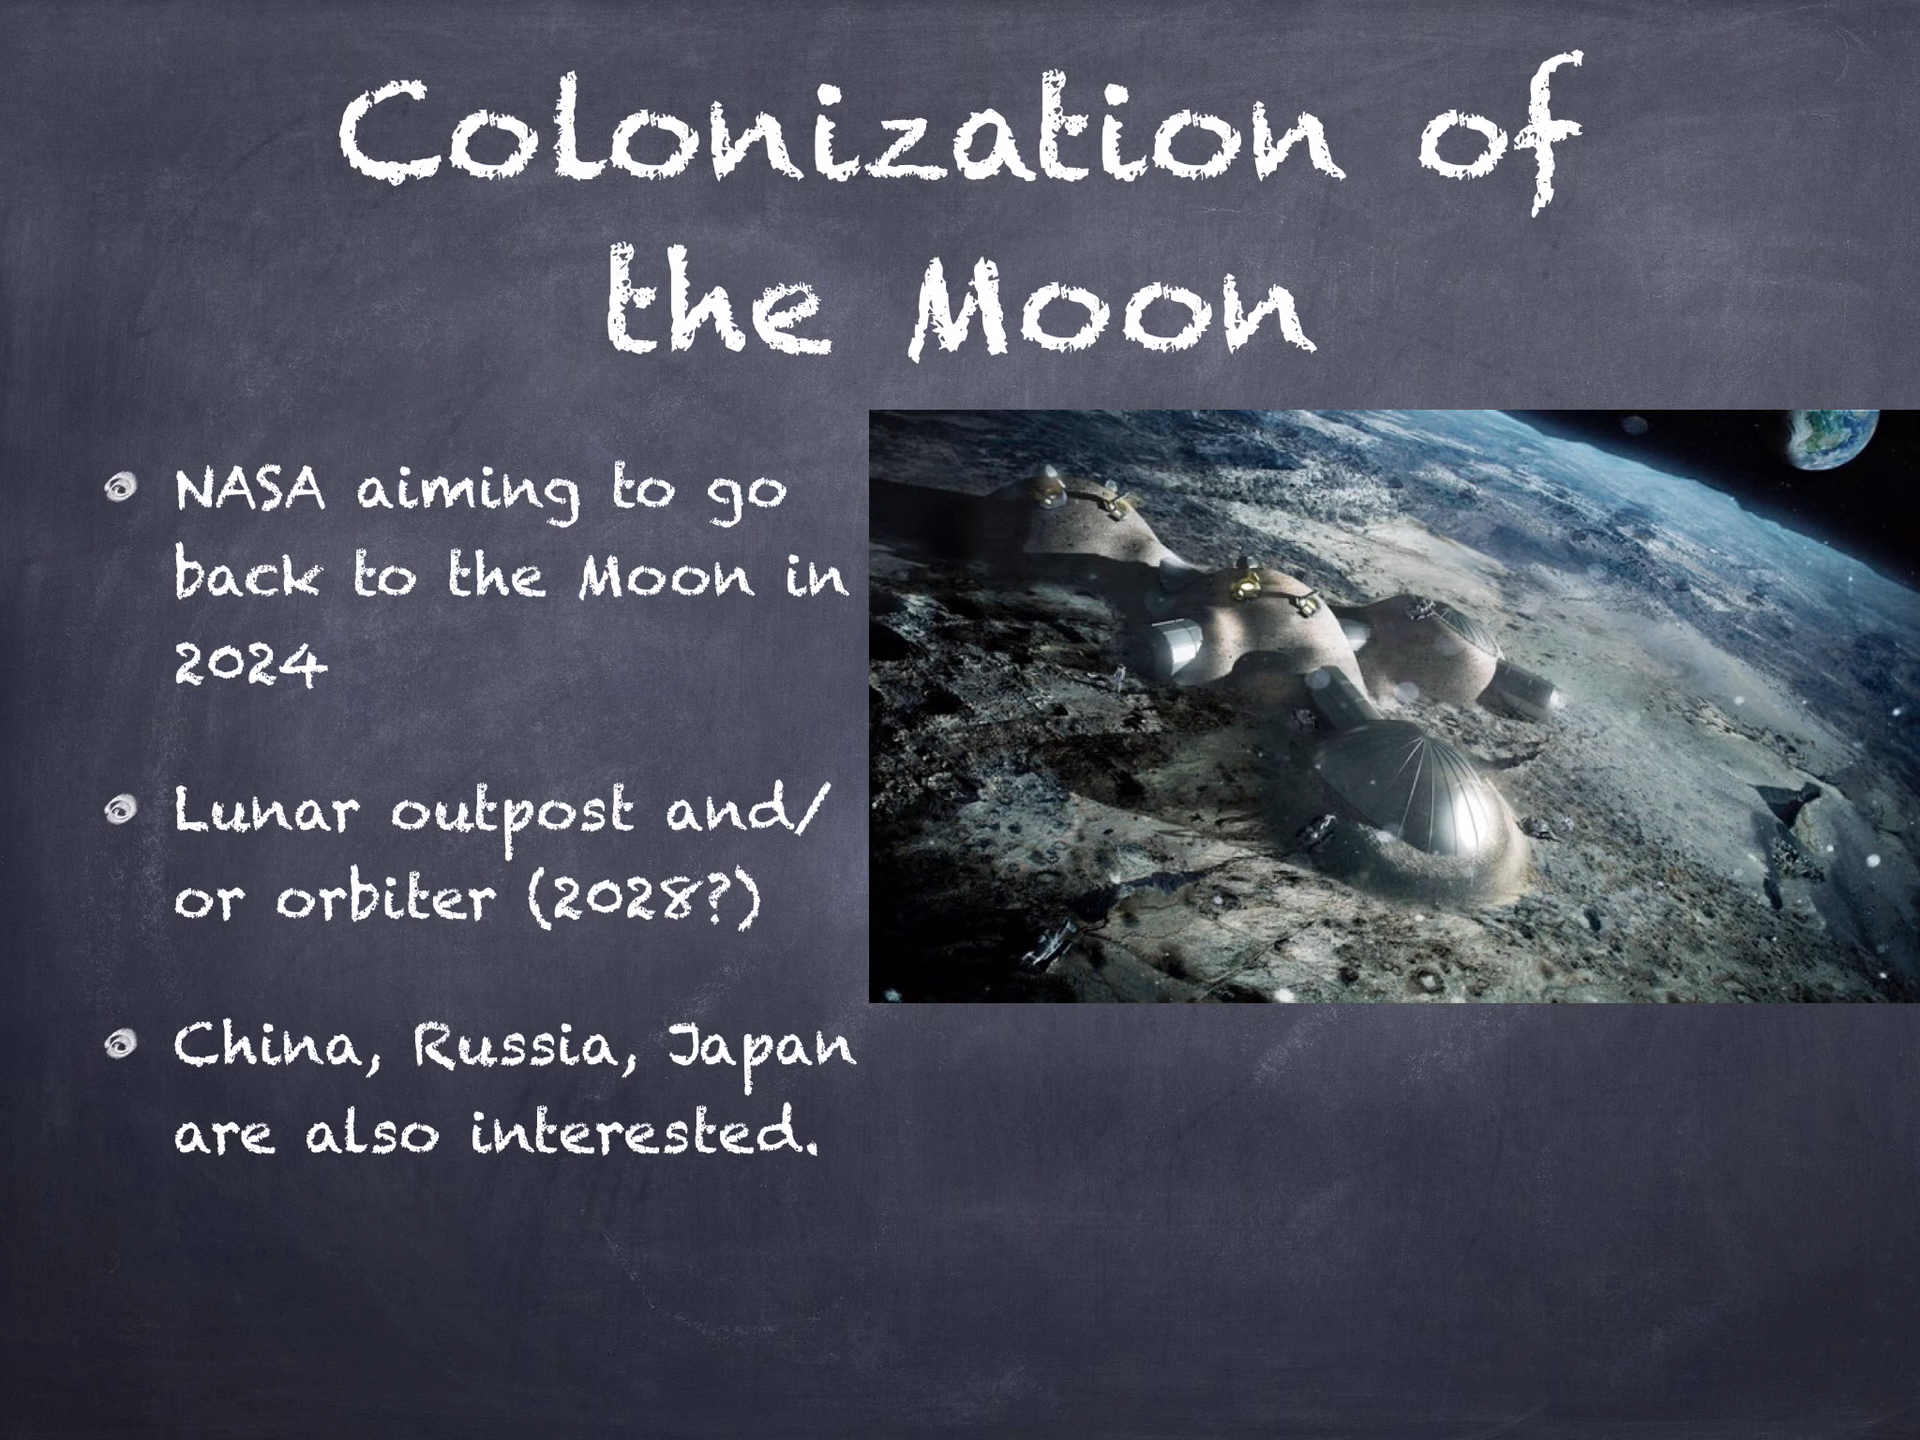 Colonization of
the Moon
NASA aiming to go
back to the Moon in
2024
Lunar outpost and/
or orbiter (2028?)
China, Russia, Japan
are also interested.